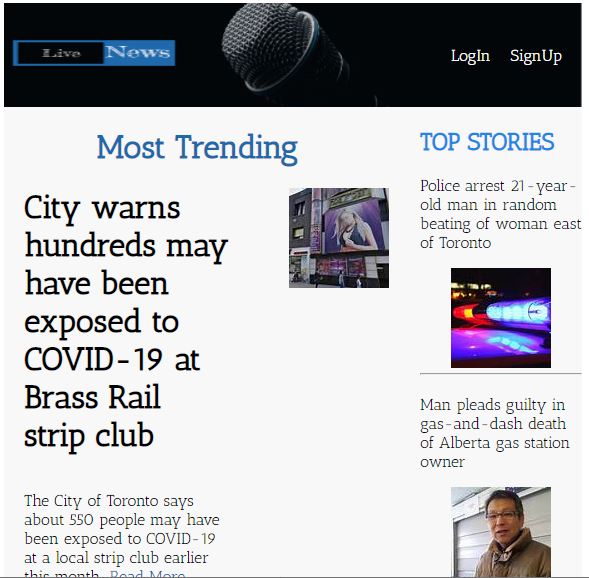 Live News
LogIn SignUp
Most Trending
City warns
hundreds may
have been
exposed to
COVID-19 at
Brass Rail
strip club
The City of Toronto says
about 550 people may have
been exposed to COVID-19
at a local strip club earlier
this month. Read More
TOP STORIES
Police arrest 21-year-
old man in random
beating of woman east
of Toronto
Man pleads guilty in
gas-and-dash death
of Alberta gas station
owner